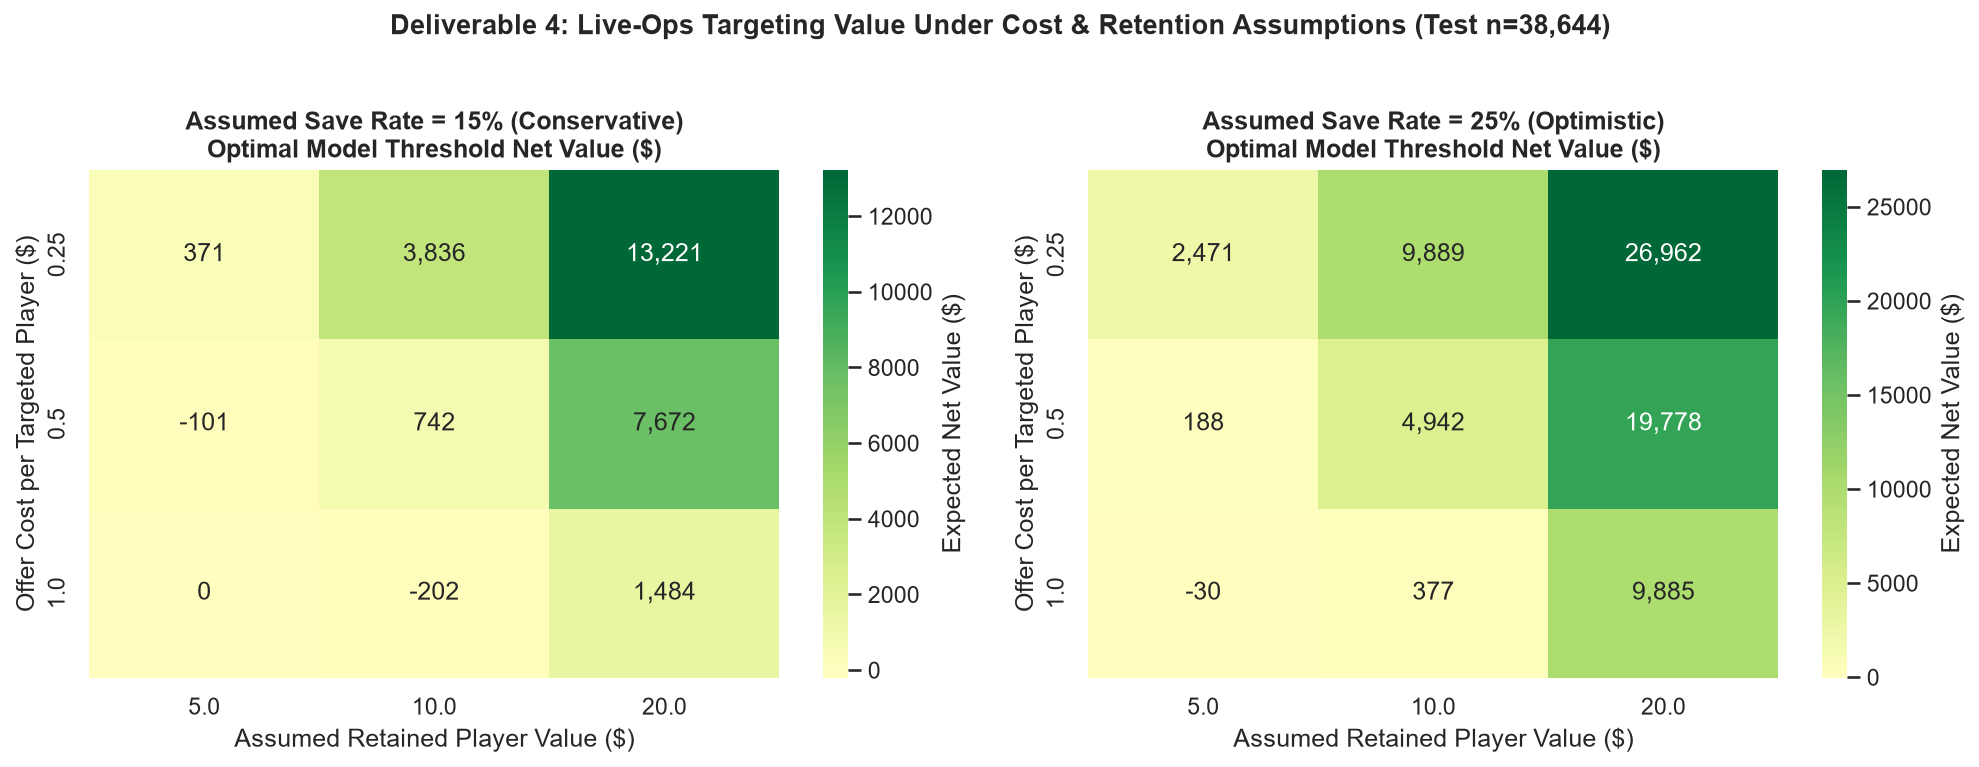 Deliverable 4: Live-Ops Targeting Value Under Cost & Retention Assumptions (Test n=38,644)
Assumed Save Rate = 15% (Conservative)
Optimal Model Threshold Net Value ($)
Offer Cost per Targeted Player ($)
0.25
0.5
1.0
371 3,836 13,221
-101 742 7,672
0 -202 1,484
5.0 10.0 20.0
Assumed Retained Player Value ($)
12000
10000
8000
6000
4000
2000
0
Expected Net Value ($)
Assumed Save Rate = 25% (Optimistic)
Optimal Model Threshold Net Value ($)
Offer Cost per Targeted Player ($)
0.25
0.5
1.0
2,471 9,889 26,962
188 4,942 19,778
-30 377 9,885
5.0 10.0 20.0
Assumed Retained Player Value ($)
25000
20000
15000
10000
5000
0
Expected Net Value ($)